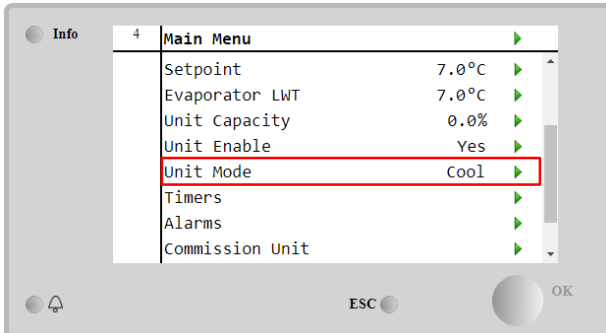 Info
4 Main Menu
Setpoint 7.0°C
Evaporator LWT 7.0°C
Unit Capacity 0.0%
Unit Enable Yes
Unit Mode Cool
Timers
Alarms
Commission Unit
ESC
OK